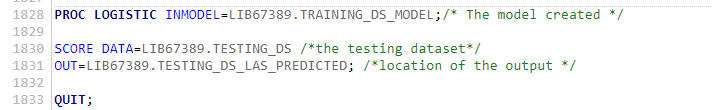 1828 PROC LOGISTIC INMODEL=LIB67389.TRAINING_DS_MODEL;/* The model created */
1829
1830 SCORE DATA=LIB67389.TESTING_DS /*the testing dataset*/
1831 OUT=LIB67389.TESTING_DS_LAS_PREDICTED; /*location of the output */
1832
1833 QUIT;